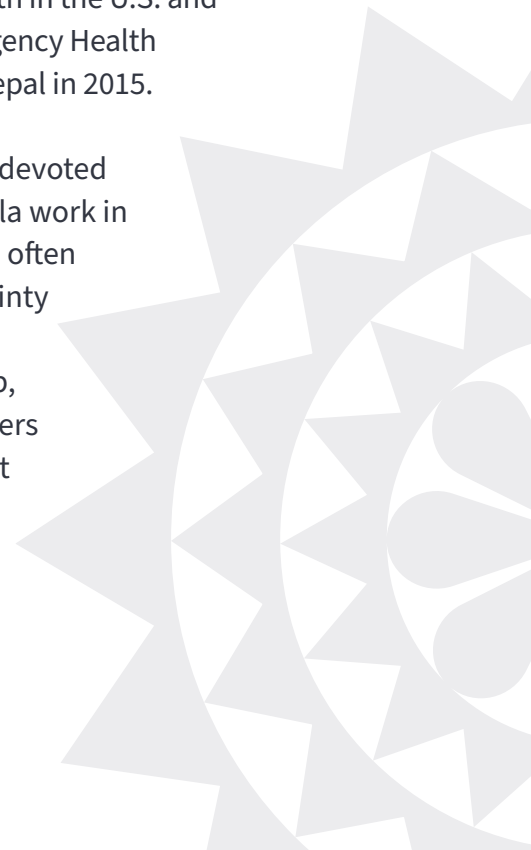 th in the U.S. and
gency Health
epal in 2015.
devoted
la work in
often
inty
o,
ers
t